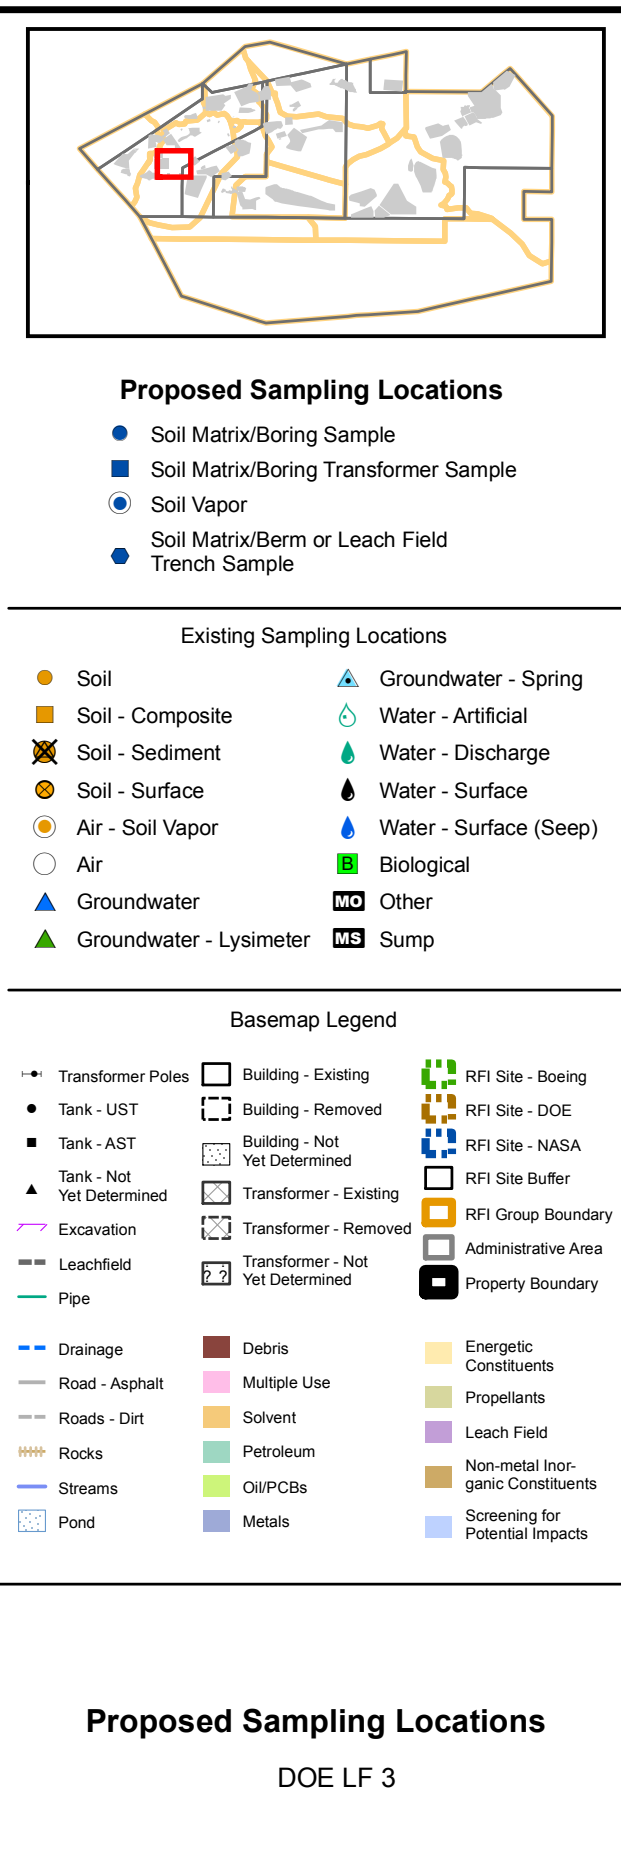 Proposed Sampling Locations
Soil Matrix/Boring Sample
Soil Matrix/Boring Transformer Sample
Soil Vapor
Soil Matrix/Berm or Leach Field
Trench Sample
Existing Sampling Locations
Soil
Soil - Composite
Soil - Sediment
Soil - Surface
Air - Soil Vapor
Air
Groundwater
Groundwater - Lysimeter
Groundwater - Spring
Water - Artificial
Water - Discharge
Water - Surface
Water - Surface (Seep)
B Biological
MO Other
MS Sump
Basemap Legend
Transformer Poles
Tank - UST
Tank - AST
Tank - Not
Yet Determined
Excavation
Leachfield
Pipe
Building - Existing
Building - Removed
Building - Not
Yet Determined
Transformer - Existing
Transformer - Removed
? ? Transformer - Not
Yet Determined
RFI Site - Boeing
RFI Site - DOE
RFI Site - NASA
RFI Site Buffer
RFI Group Boundary
Administrative Area
Property Boundary
Drainage
Road - Asphalt
Roads - Dirt
Rocks
Streams
Pond
Debris
Multiple Use
Solvent
Petroleum
Oil/PCBs
Metals
Energetic
Constituents
Propellants
Leach Field
Non-metal Inor-
ganic Constituents
Screening for
Potential Impacts
Proposed Sampling Locations
DOE LF 3